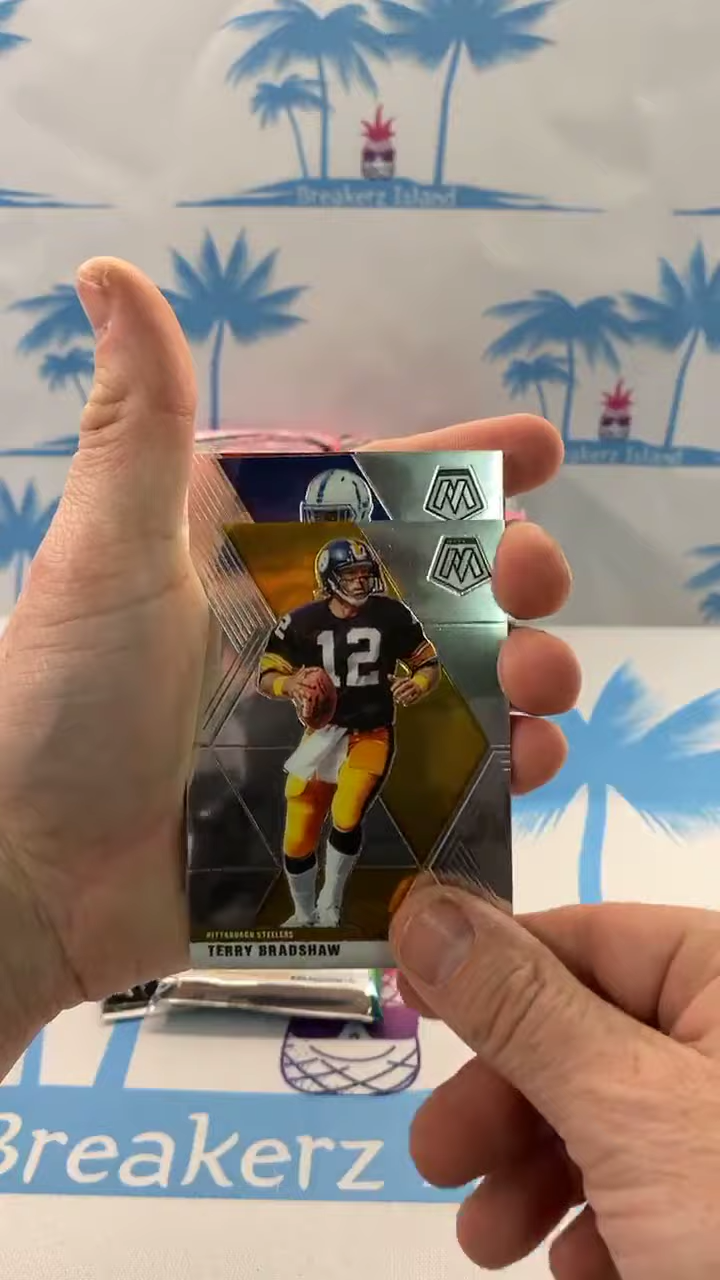 Breakerz Island
Breakerz Island
12
PITTSBURGH STEELERS
TERRY BRADSHAW
Breakerz